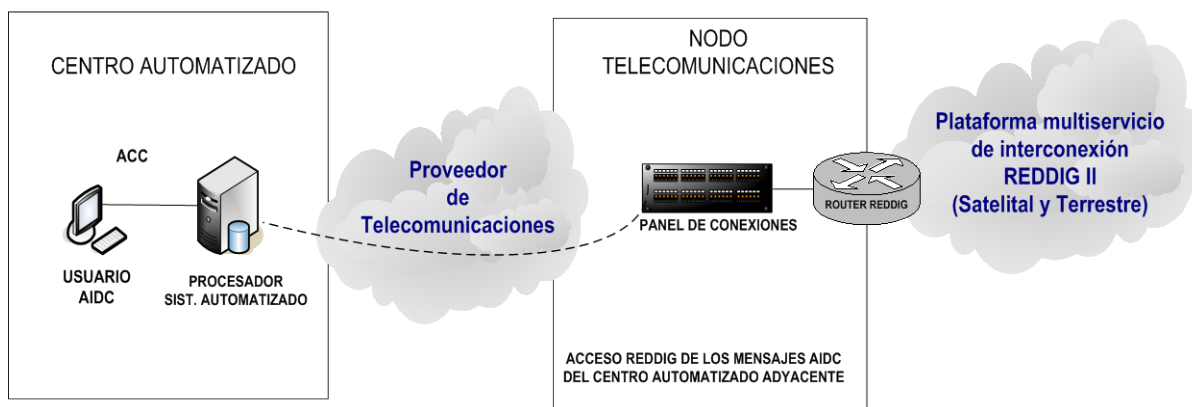 CENTRO AUTOMATIZADO
ACC
USUARIO
AIDC
PROCESADOR
SIST. AUTOMATIZADO
Proveedor
de
Telecomunicaciones
NODO
TELECOMUNICACIONES
PANEL DE CONEXIONES
ROUTER REDDIG
ACCESO REDDIG DE LOS MENSAJES AIDC
DEL CENTRO AUTOMATIZADO ADYACENTE
Plataforma multiservicio
de interconexión
REDDIG II
(Satelital y Terrestre)